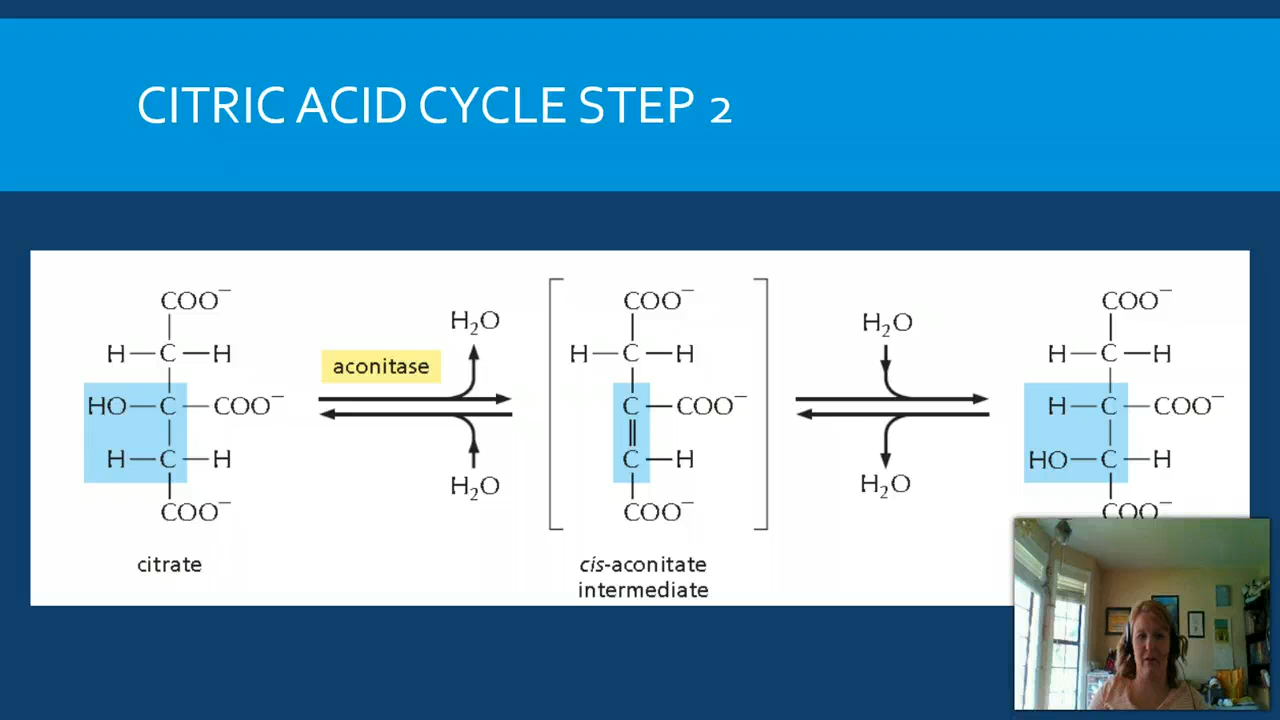 CITRIC ACID CYCLE STEP 2
COO⁻
H—C—H
HO—C—COO⁻
H—C—H
COO⁻
citrate
aconitase
H₂O
H₂O
COO⁻
H—C—H
C—COO⁻
C—H
COO⁻
cis-aconitate
intermediate
H₂O
H₂O
COO⁻
H—C—H
H—C—COO⁻
HO—C—H
COO⁻